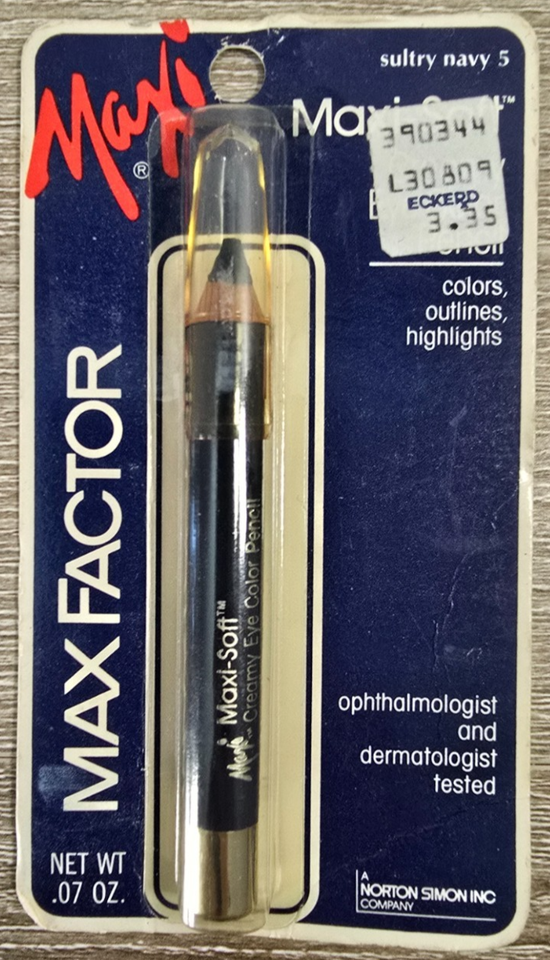 Maxi®
sultry navy 5
Maxi-Soft™
390344
L30809
ECKERD
3.35
colors,
outlines,
highlights
MAX FACTOR
Maxi Maxi-Soft™
Creamy Eye Color Pencil
ophthalmologist
and
dermatologist
tested
NET WT
.07 OZ.
A
NORTON SIMON INC
COMPANY